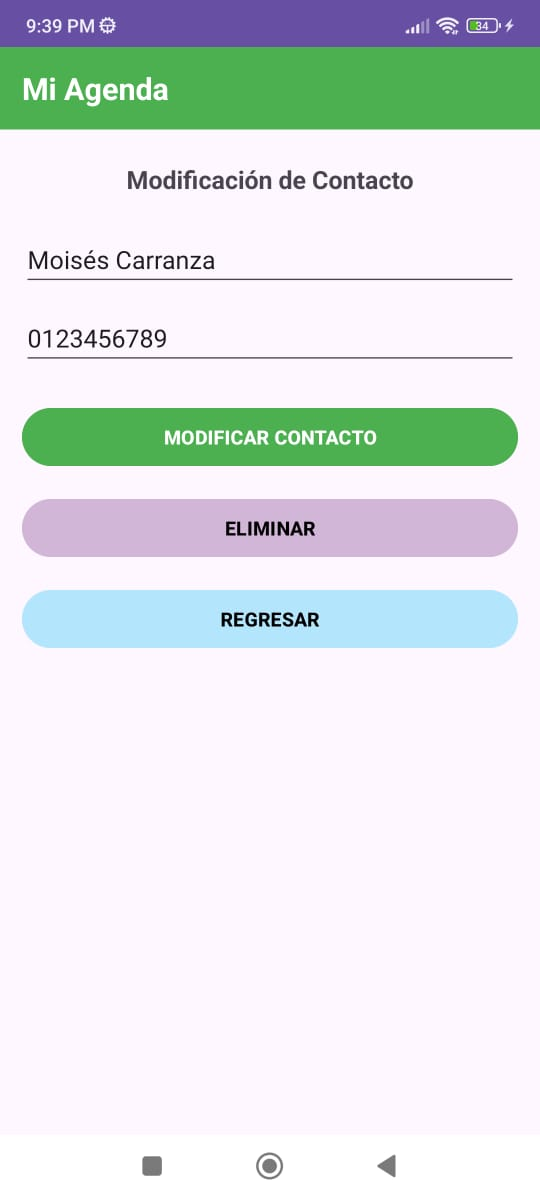 9:39 PM 34
Mi Agenda
Modificación de Contacto
Moisés Carranza
0123456789
MODIFICAR CONTACTO
ELIMINAR
REGRESAR